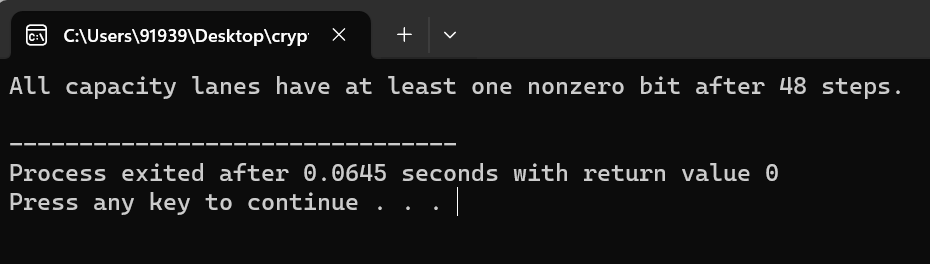 C:\Users\91939\Desktop\cryp
All capacity lanes have at least one nonzero bit after 48 steps.
--------------------------------
Process exited after 0.0645 seconds with return value 0
Press any key to continue . . .